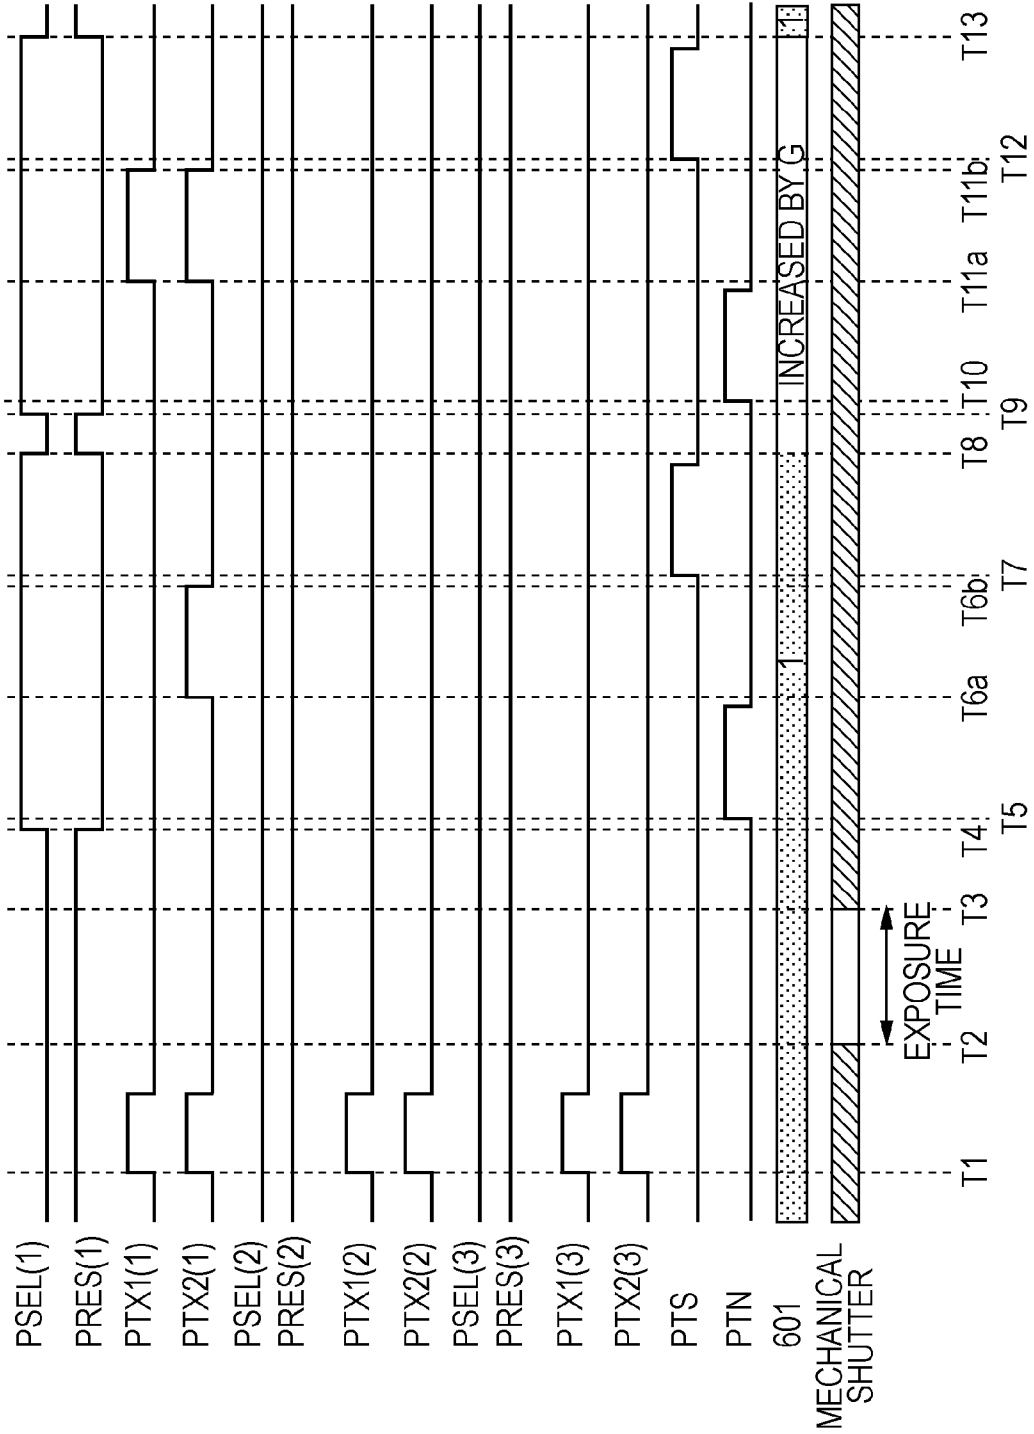 PSEL(1)
PRES(1)
PTX1(1)
PTX2(1)
PSEL(2)
PRES(2)
PTX1(2)
PTX2(2)
PSEL(3)
PRES(3)
PTX1(3)
PTX2(3)
PTS
PTN
601
1
INCREASED BY G
1
MECHANICAL
SHUTTER
EXPOSURE
TIME
T1
T2
T3
T4
T5
T6a
T6b
T7
T8
T9
T10
T11a
T11b
T12
T13